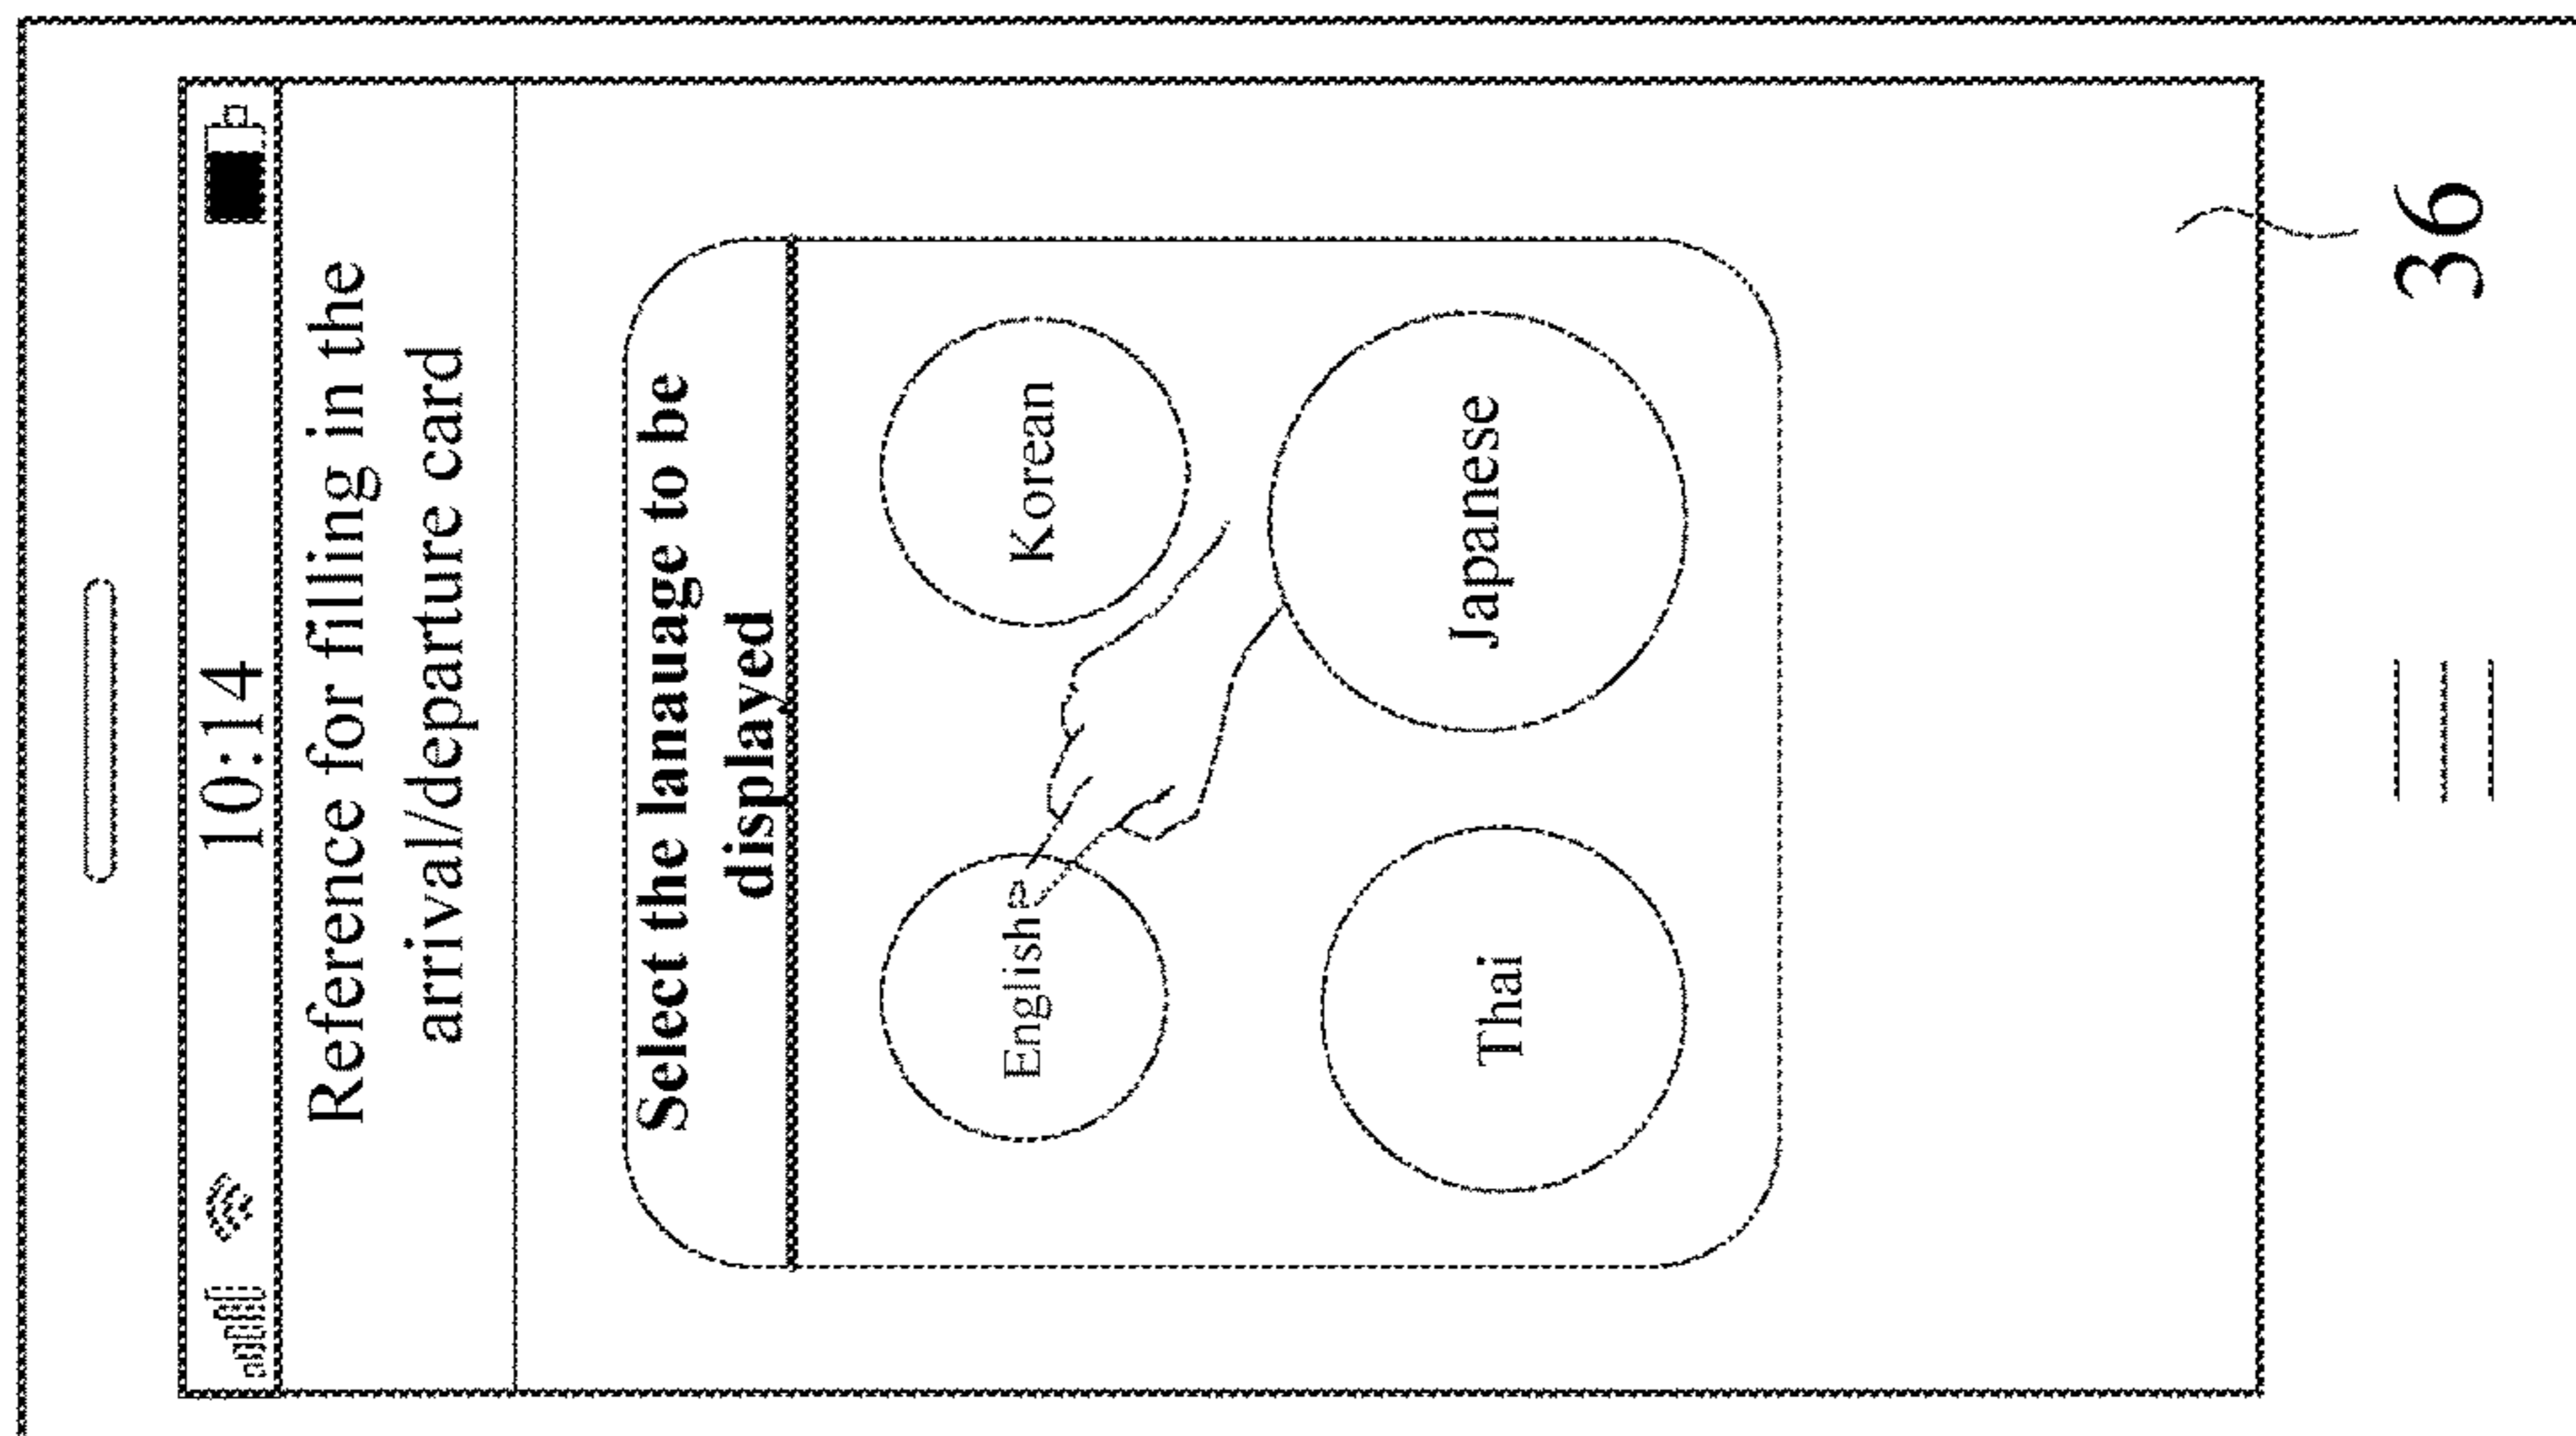 10:14
Reference for filling in the
arrival/departure card
Select the lanauage to be
displayed
English
Korean
Thai
Japanese
36